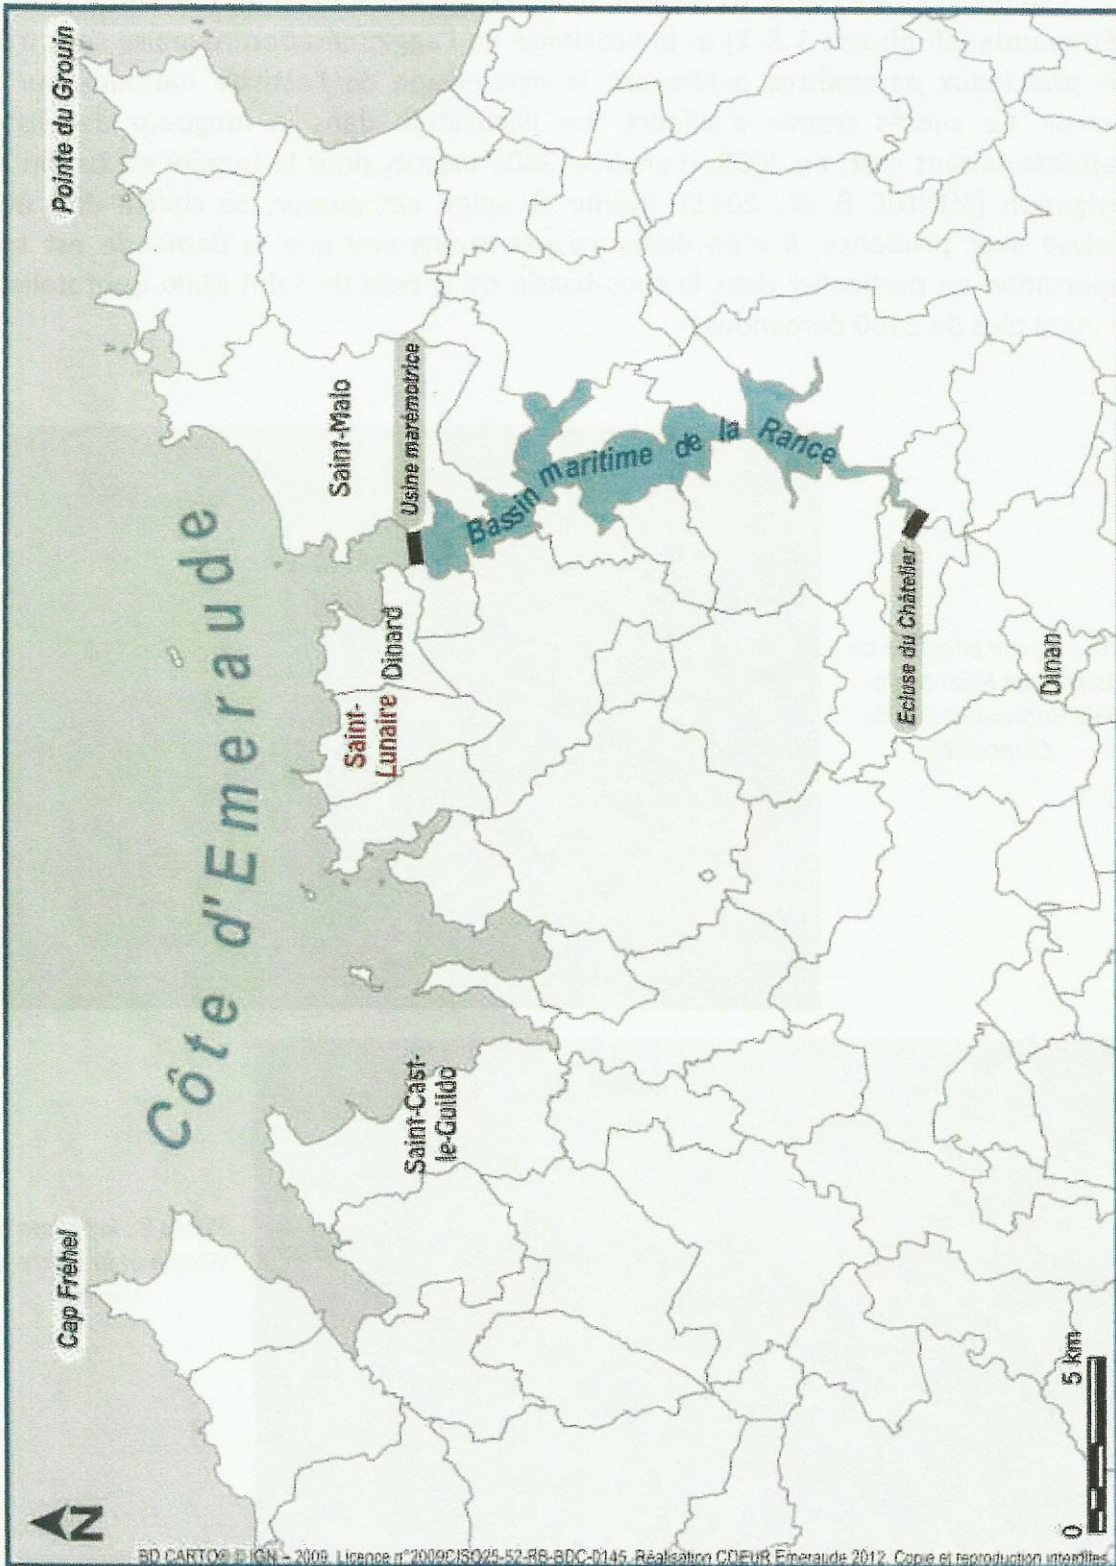 Pointe du Grouin
Cap Fréhel
Côte d'Emeraude
Saint-Malo
Usine marémotrice
Saint-
Lunaire
Dinard
Saint-Cast-
le-Guildo
Bassin maritime de la Rance
Ecluse du Châtelier
Dinan
N
0 5 km
BD CARTO® © IGN – 2009. Licence n°2009CISO25-52-RB-BDC-0145. Réalisation COEUR Emeraude 2012. Copie et reproduction interdites